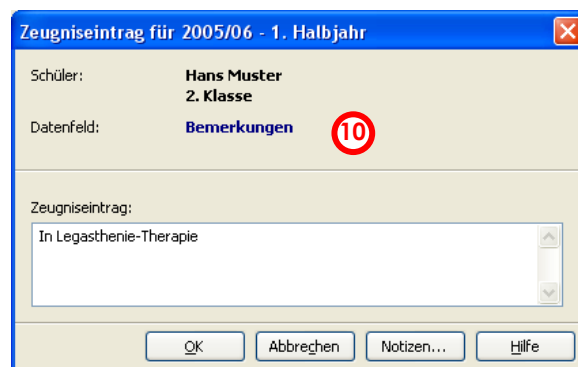 Zeugniseintrag für 2005/06 - 1. Halbjahr
Schüler: Hans Muster
2. Klasse
Datenfeld: Bemerkungen 10
Zeugniseintrag:
In Legasthenie-Therapie
OK Abbrechen Notizen... Hilfe